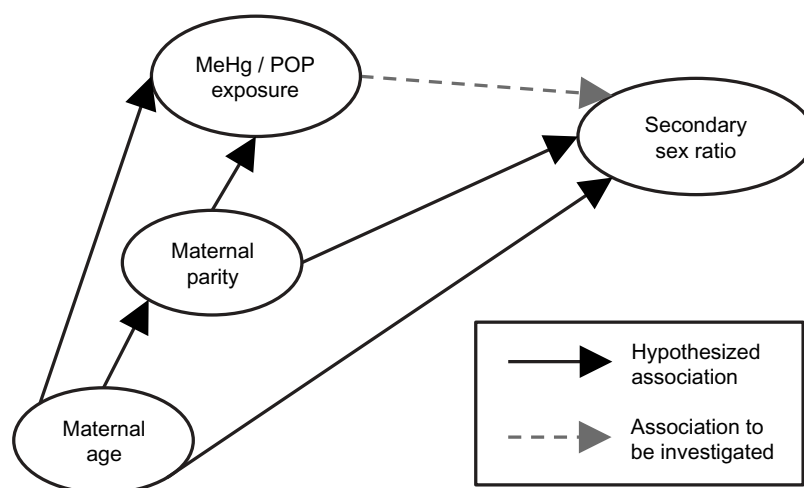 MeHg / POP
exposure
Secondary
sex ratio
Maternal
parity
Maternal
age
Hypothesized
association
Association to
be investigated